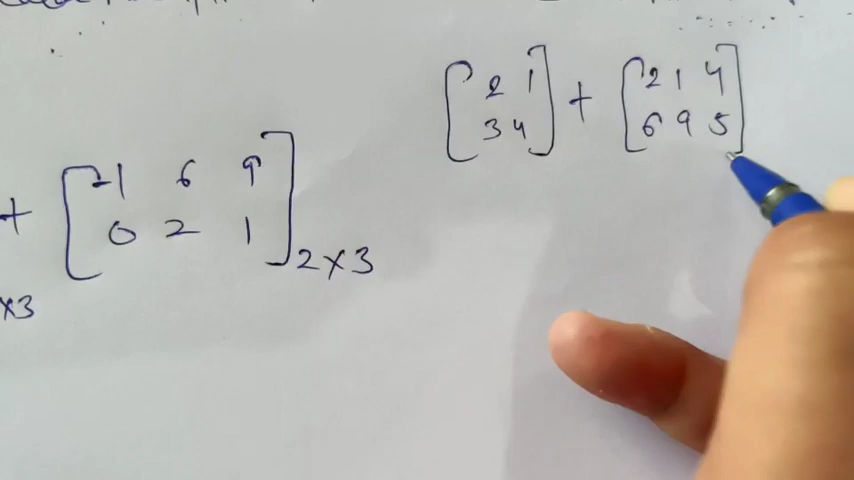 [2 1
3 4] + [2 1 4
6 9 5]
+ [-1 6 9
0 2 1]2×3
×3